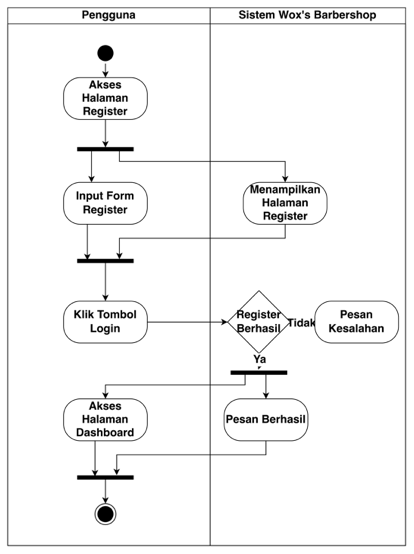 Pengguna
Sistem Wox's Barbershop
Akses
Halaman
Register
Input Form
Register
Menampilkan
Halaman
Register
Klik Tombol
Login
Register
Berhasil
Tidak
Pesan
Kesalahan
Ya
Akses
Halaman
Dashboard
Pesan Berhasil